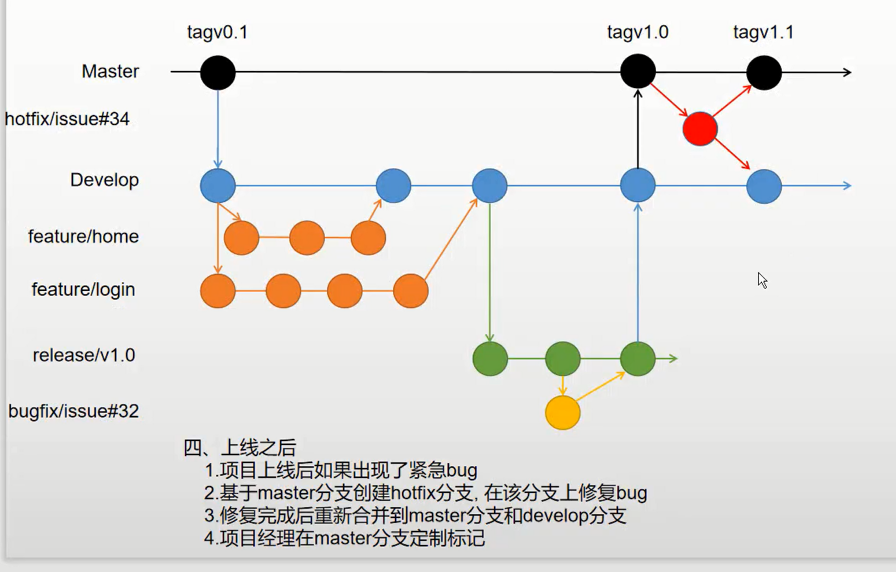 tagv0.1 tagv1.0 tagv1.1
Master
hotfix/issue#34
Develop
feature/home
feature/login
release/v1.0
bugfix/issue#32
四、上线之后
1.项目上线后如果出现了紧急bug
2.基于master分支创建hotfix分支, 在该分支上修复bug
3.修复完成后重新合并到master分支和develop分支
4.项目经理在master分支定制标记